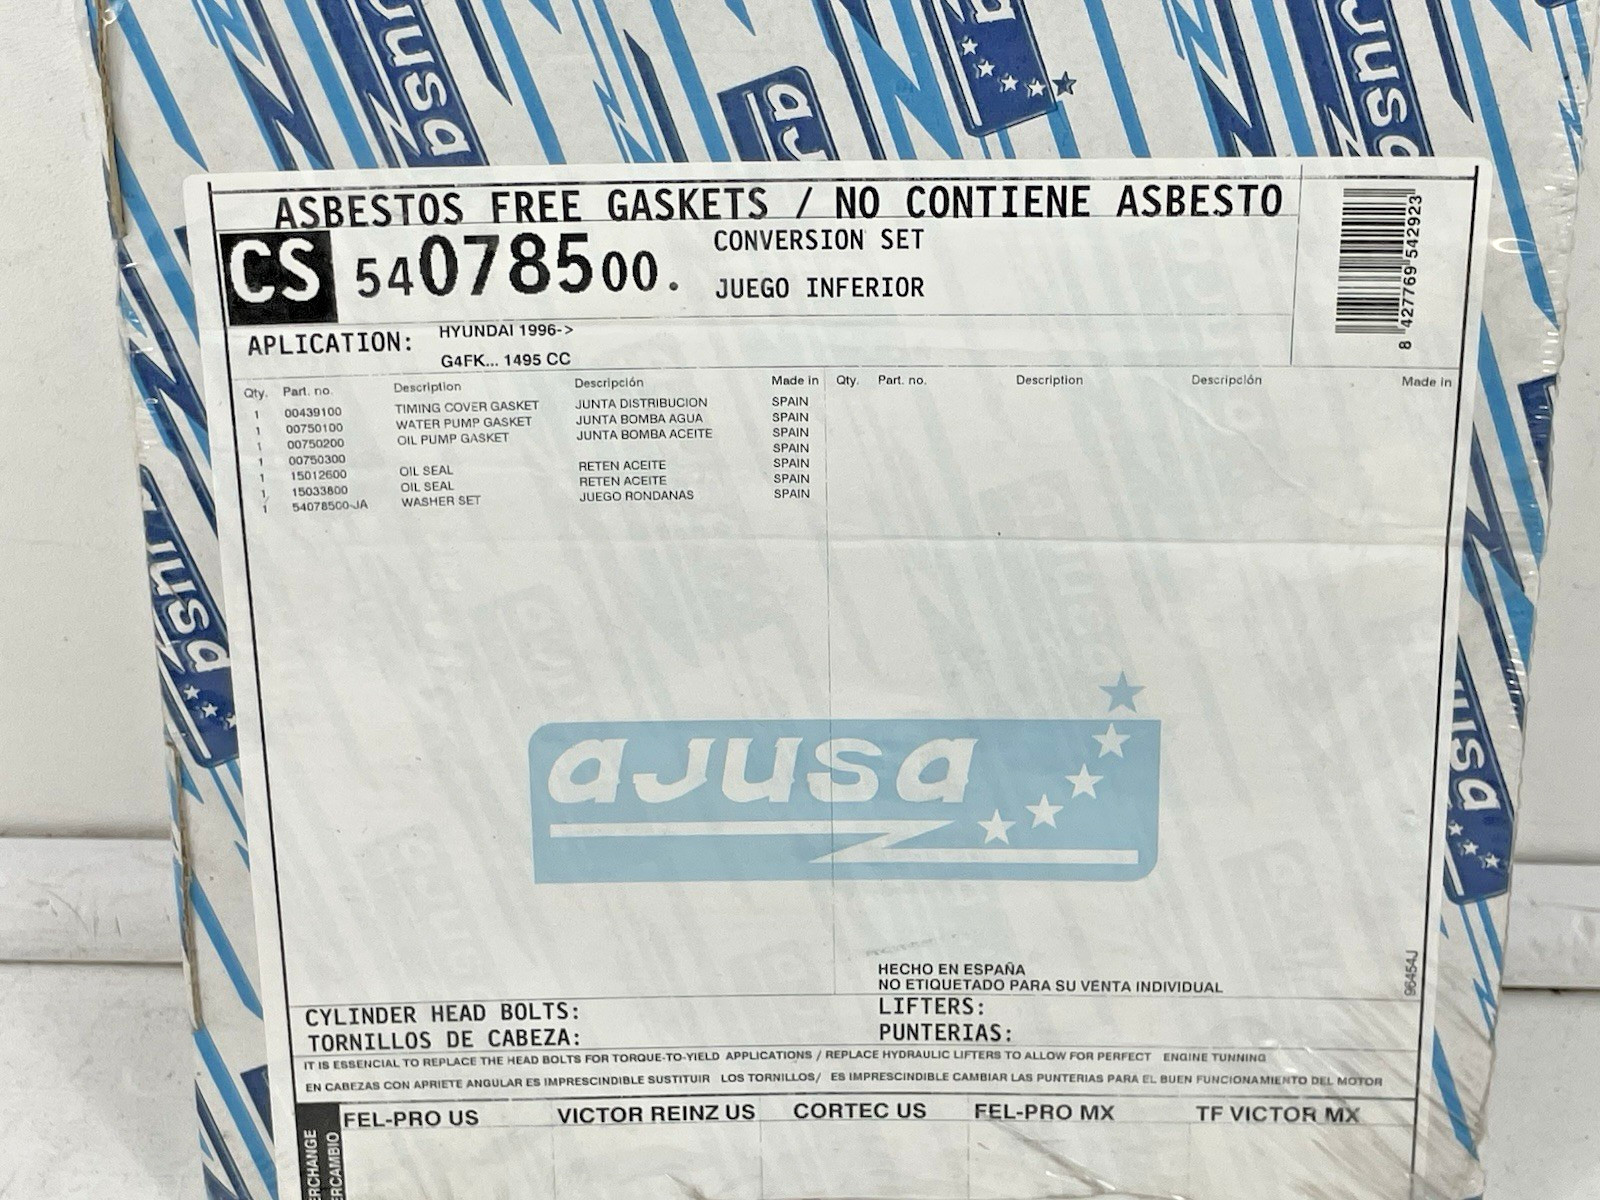 ajusa
ASBESTOS FREE GASKETS / NO CONTIENE ASBESTO
CS 54078500.
CONVERSION SET
JUEGO INFERIOR
8 427769 542923
APLICATION:
HYUNDAI 1996->
G4FK... 1495 CC
Qty. Part. no. Description Descripción Made in Qty. Part. no. Description Descripción Made in
1 00439100 TIMING COVER GASKET JUNTA DISTRIBUCION SPAIN
1 00750100 WATER PUMP GASKET JUNTA BOMBA AGUA SPAIN
1 00750200 OIL PUMP GASKET JUNTA BOMBA ACEITE SPAIN
1 00750300 SPAIN
1 15012600 OIL SEAL RETEN ACEITE SPAIN
1 15033800 OIL SEAL RETEN ACEITE SPAIN
1 54078500-JA WASHER SET JUEGO RONDANAS SPAIN
ajusa
HECHO EN ESPAÑA
NO ETIQUETADO PARA SU VENTA INDIVIDUAL
96454J
CYLINDER HEAD BOLTS:
TORNILLOS DE CABEZA:
LIFTERS:
PUNTERIAS:
IT IS ESSENCIAL TO REPLACE THE HEAD BOLTS FOR TORQUE-TO-YIELD APPLICATIONS / REPLACE HYDRAULIC LIFTERS TO ALLOW FOR PERFECT ENGINE TUNNING
EN CABEZAS CON APRIETE ANGULAR ES IMPRESCINDIBLE SUSTITUIR LOS TORNILLOS/ ES IMPRESCINDIBLE CAMBIAR LAS PUNTERIAS PARA EL BUEN FUNCIONAMIENTO DEL MOTOR
FEL-PRO US VICTOR REINZ US CORTEC US FEL-PRO MX TF VICTOR MX